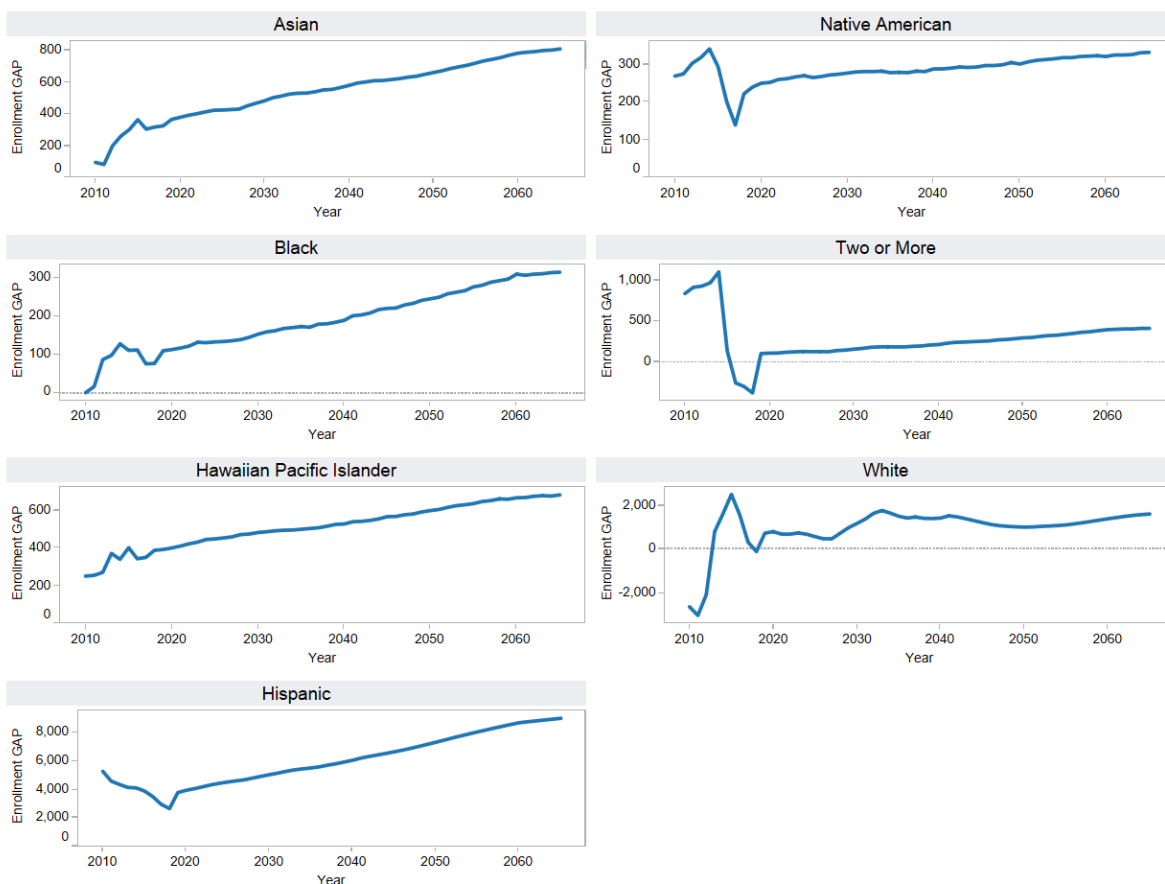 Asian
Enrollment GAP
800
600
400
200
0
2010 2020 2030 2040 2050 2060
Year
Native American
Enrollment GAP
300
200
100
0
2010 2020 2030 2040 2050 2060
Year
Black
Enrollment GAP
300
200
100
0
2010 2020 2030 2040 2050 2060
Year
Two or More
Enrollment GAP
1,000
500
0
2010 2020 2030 2040 2050 2060
Year
Hawaiian Pacific Islander
Enrollment GAP
600
400
200
0
2010 2020 2030 2040 2050 2060
Year
White
Enrollment GAP
2,000
0
-2,000
2010 2020 2030 2040 2050 2060
Year
Hispanic
Enrollment GAP
8,000
6,000
4,000
2,000
0
2010 2020 2030 2040 2050 2060
Year